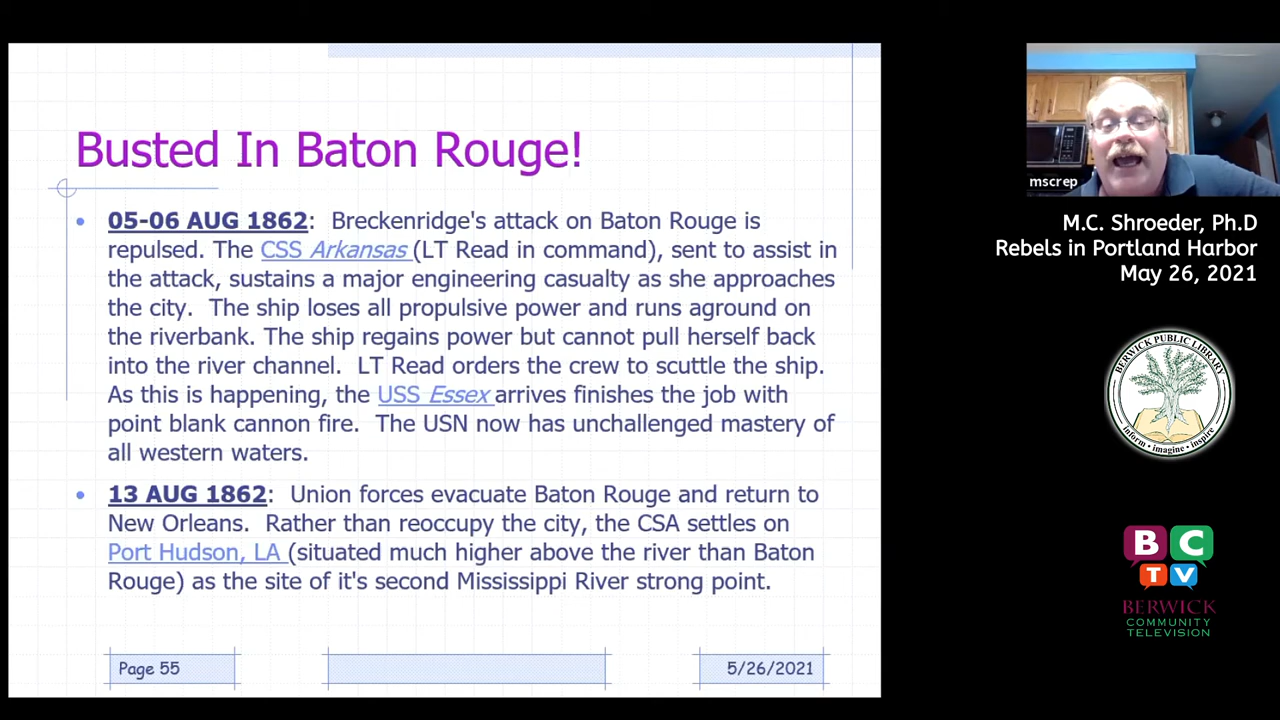 Busted In Baton Rouge!
05-06 AUG 1862: Breckenridge's attack on Baton Rouge is
repulsed. The CSS Arkansas (LT Read in command), sent to assist in
the attack, sustains a major engineering casualty as she approaches
the city. The ship loses all propulsive power and runs aground on
the riverbank. The ship regains power but cannot pull herself back
into the river channel. LT Read orders the crew to scuttle the ship.
As this is happening, the USS Essex arrives finishes the job with
point blank cannon fire. The USN now has unchallenged mastery of
all western waters.
13 AUG 1862: Union forces evacuate Baton Rouge and return to
New Orleans. Rather than reoccupy the city, the CSA settles on
Port Hudson, LA (situated much higher above the river than Baton
Rouge) as the site of it's second Mississippi River strong point.
Page 55
5/26/2021
mscrep
M.C. Shroeder, Ph.D
Rebels in Portland Harbor
May 26, 2021
BERWICK PUBLIC LIBRARY
inform • imagine • inspire
BC
TV
BERWICK
COMMUNITY
TELEVISION